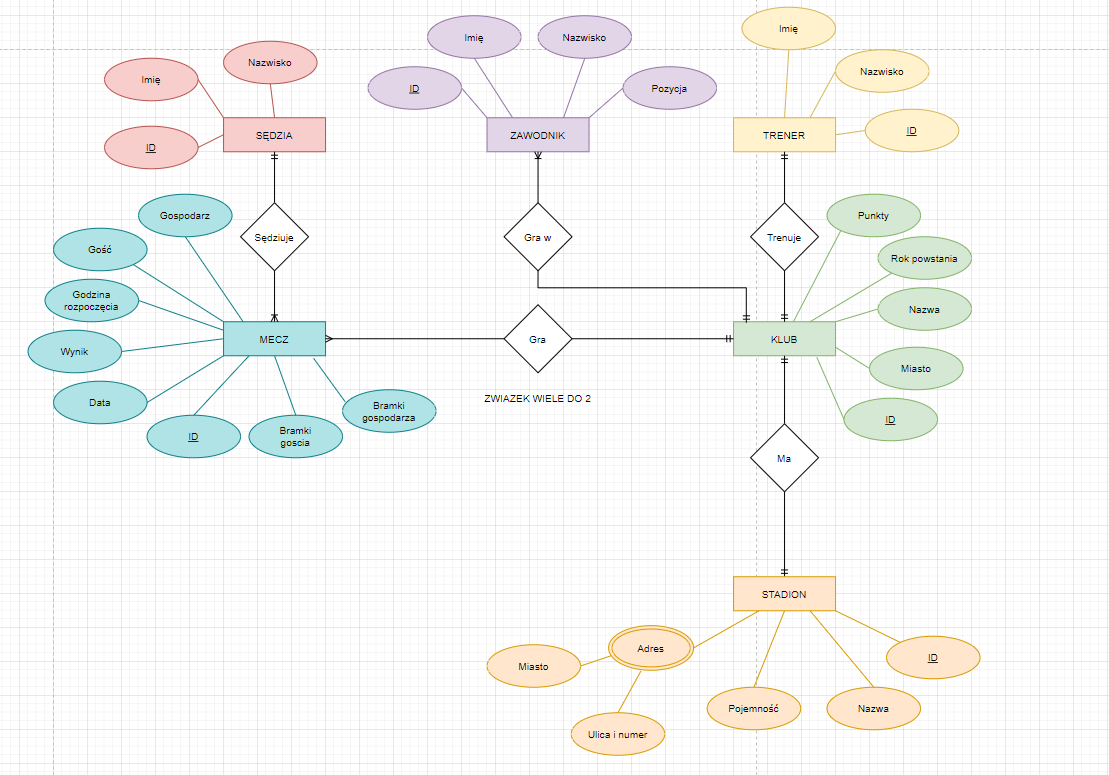 Imię
Nazwisko
ID
SĘDZIA
Imię
Nazwisko
ID
Pozycja
ZAWODNIK
Imię
Nazwisko
ID
TRENER
Sędziuje
Gra w
Trenuje
Gospodarz
Gość
Godzina
rozpoczęcia
Wynik
Data
ID
Bramki
goscia
Bramki
gospodarza
MECZ
Gra
ZWIAZEK WIELE DO 2
Punkty
Rok powstania
Nazwa
KLUB
Miasto
ID
Ma
STADION
Adres
Miasto
Ulica i numer
Pojemność
Nazwa
ID